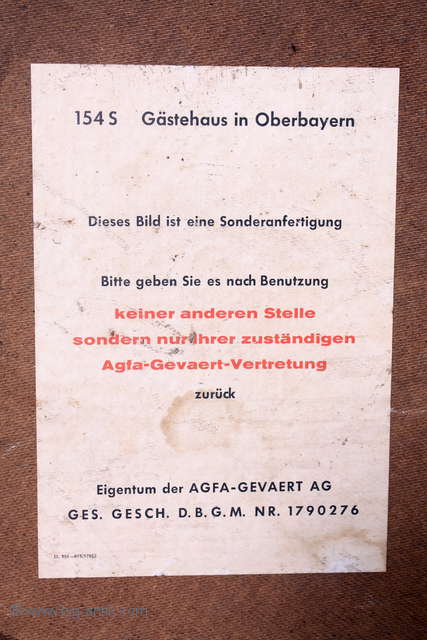 154 S Gästehaus in Oberbayern
Dieses Bild ist eine Sonderanfertigung
Bitte geben Sie es nach Benutzung
keiner anderen Stelle
sondern nur Ihrer zuständigen
Agfa-Gevaert-Vertretung
zurück
Eigentum der AGFA-GEVAERT AG
GES. GESCH. D.B.G.M. NR. 1790276